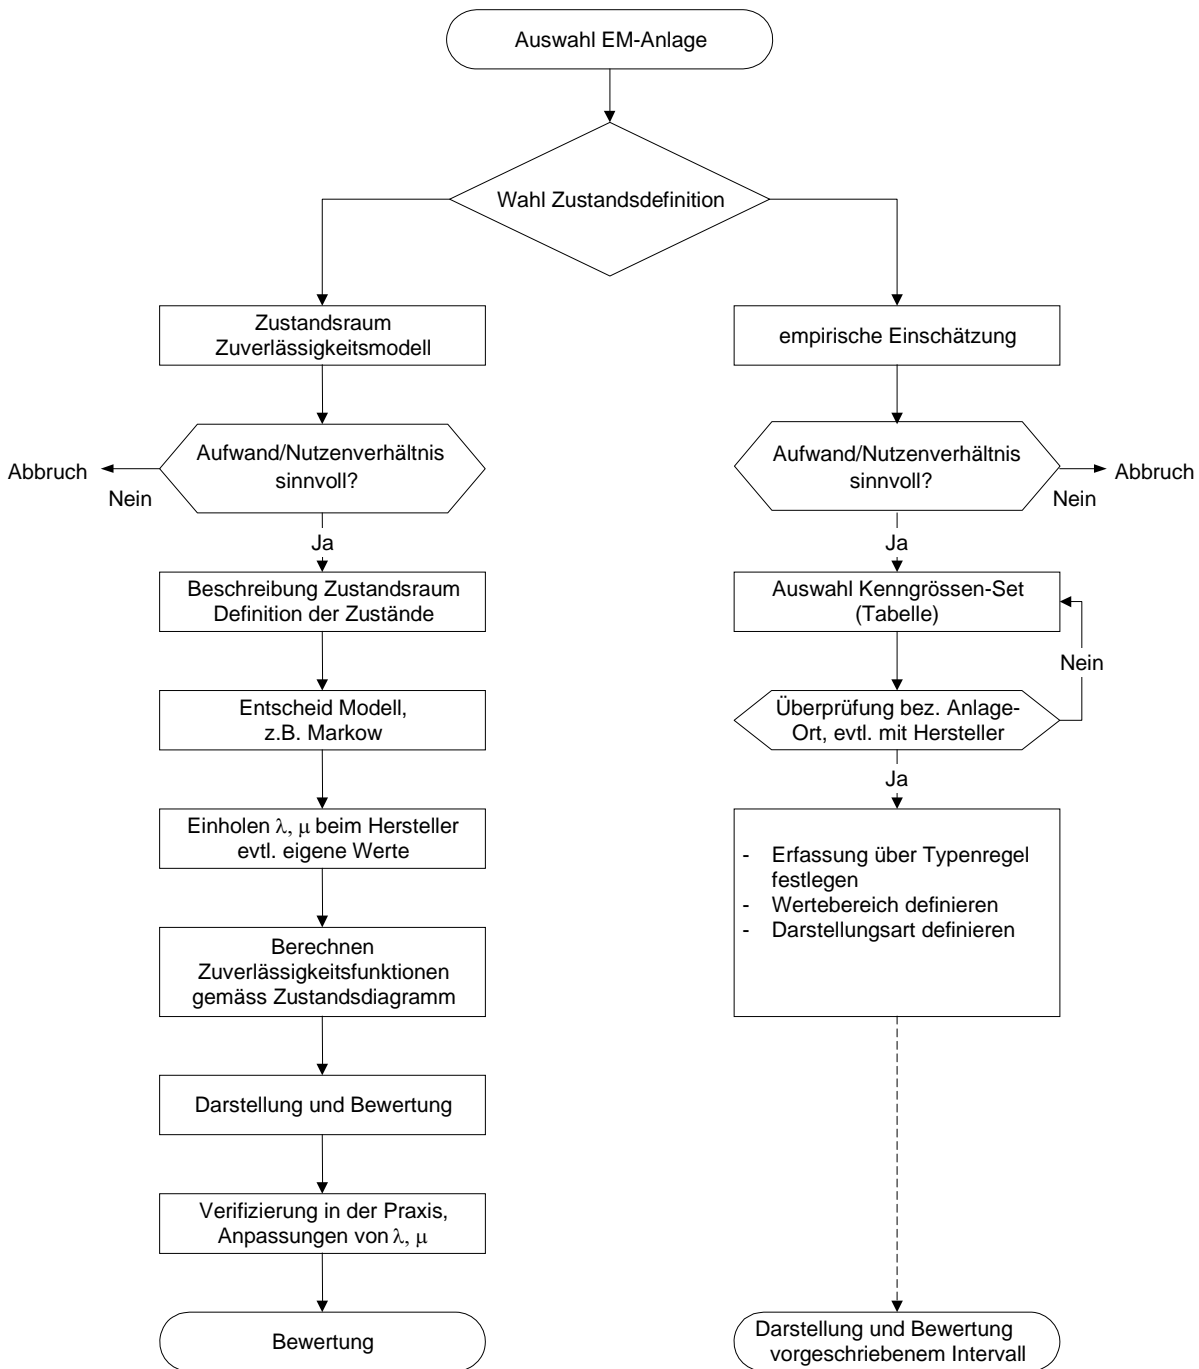 Auswahl EM-Anlage
Wahl Zustandsdefinition
Zustandsraum
Zuverlässigkeitsmodell
Aufwand/Nutzenverhältnis
sinnvoll?
Abbruch
Nein
Ja
Beschreibung Zustandsraum
Definition der Zustände
Entscheid Modell,
z.B. Markow
Einholen λ, μ beim Hersteller
evtl. eigene Werte
Berechnen
Zuverlässigkeitsfunktionen
gemäss Zustandsdiagramm
Darstellung und Bewertung
Verifizierung in der Praxis,
Anpassungen von λ, μ
Bewertung
empirische Einschätzung
Aufwand/Nutzenverhältnis
sinnvoll?
Abbruch
Nein
Ja
Auswahl Kenngrössen-Set
(Tabelle)
Nein
Überprüfung bez. Anlage-
Ort, evtl. mit Hersteller
Ja
- Erfassung über Typenregel
festlegen
- Wertebereich definieren
- Darstellungsart definieren
Darstellung und Bewertung
vorgeschriebenem Intervall